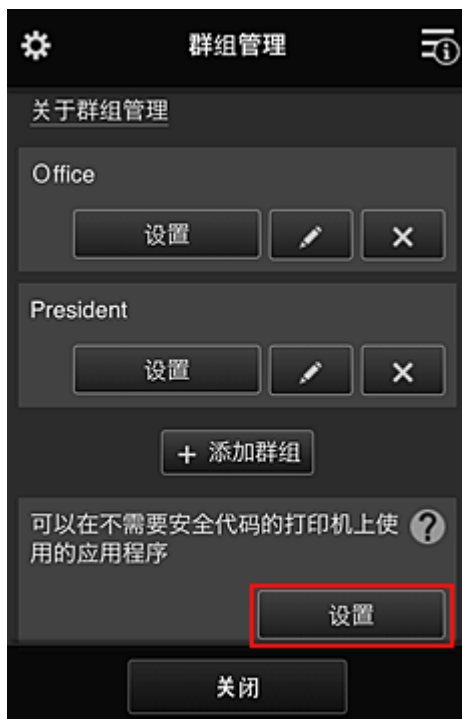 群组管理
关于群组管理
Office
设置
President
设置
+ 添加群组
可以在不需要安全代码的打印机上使
用的应用程序
设置
关闭